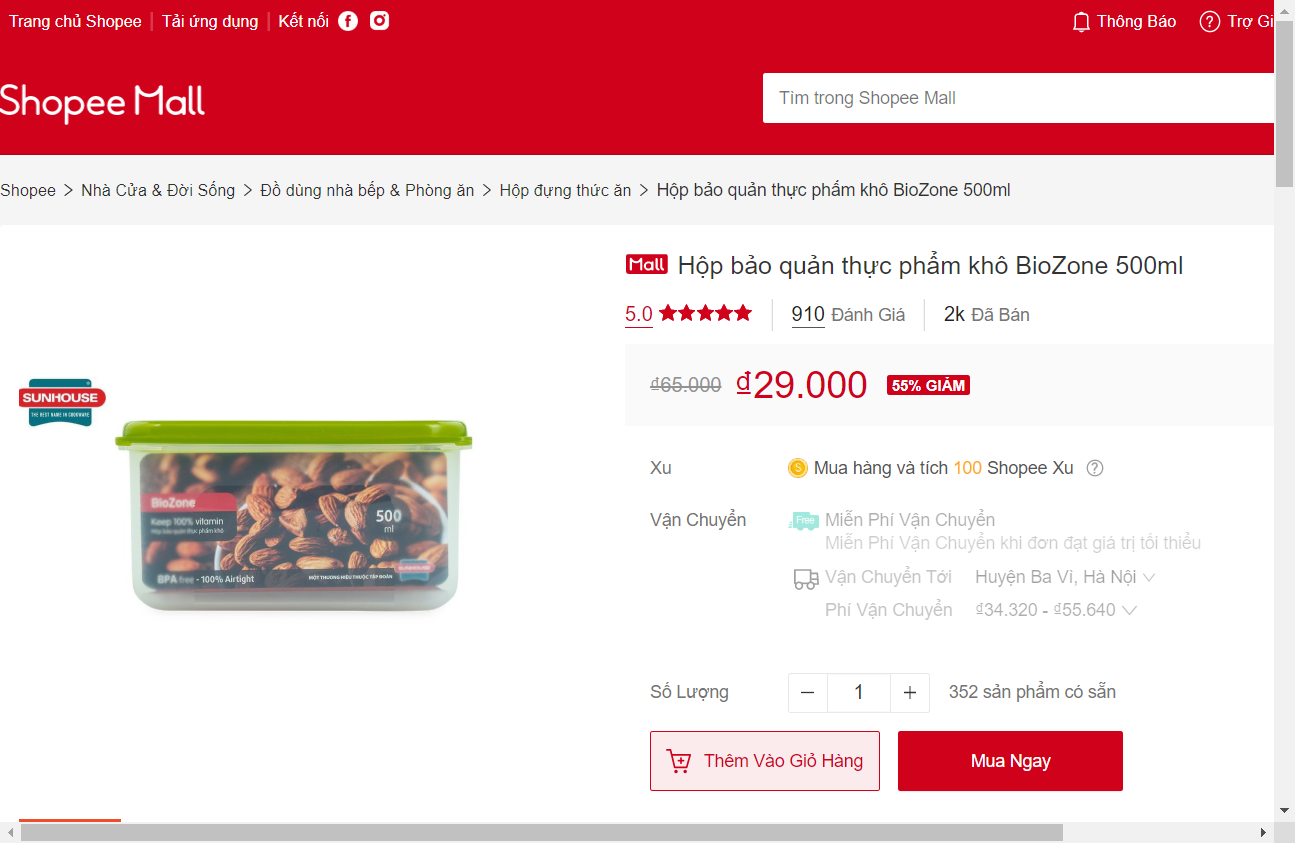 Trang chủ Shopee Tải ứng dụng Kết nối Thông Báo Trợ Gi
Shopee Mall
Tìm trong Shopee Mall
Shopee > Nhà Cửa & Đời Sống > Đồ dùng nhà bếp & Phòng ăn > Hộp đựng thức ăn > Hộp bảo quản thực phẩm khô BioZone 500ml
Mall Hộp bảo quản thực phẩm khô BioZone 500ml
5.0 910 Đánh Giá 2k Đã Bán
₫65.000 ₫29.000 55% GIẢM
SUNHOUSE
THE BEST NAME IN COOKWARE
BioZone
Keep 100% vitamin
Hộp bảo quản thực phẩm khô
500
ml
BPA free - 100% Airtight
MỘT THƯƠNG HIỆU THUỘC TẬP ĐOÀN
SUNHOUSE
Xu Mua hàng và tích 100 Shopee Xu ?
Vận Chuyển Free Miễn Phí Vận Chuyển
Miễn Phí Vận Chuyển khi đơn đạt giá trị tối thiểu
Vận Chuyển Tới Huyện Ba Vì, Hà Nội
Phí Vận Chuyển ₫34.320 - ₫55.640
Số Lượng 1 352 sản phẩm có sẵn
Thêm Vào Giỏ Hàng Mua Ngay